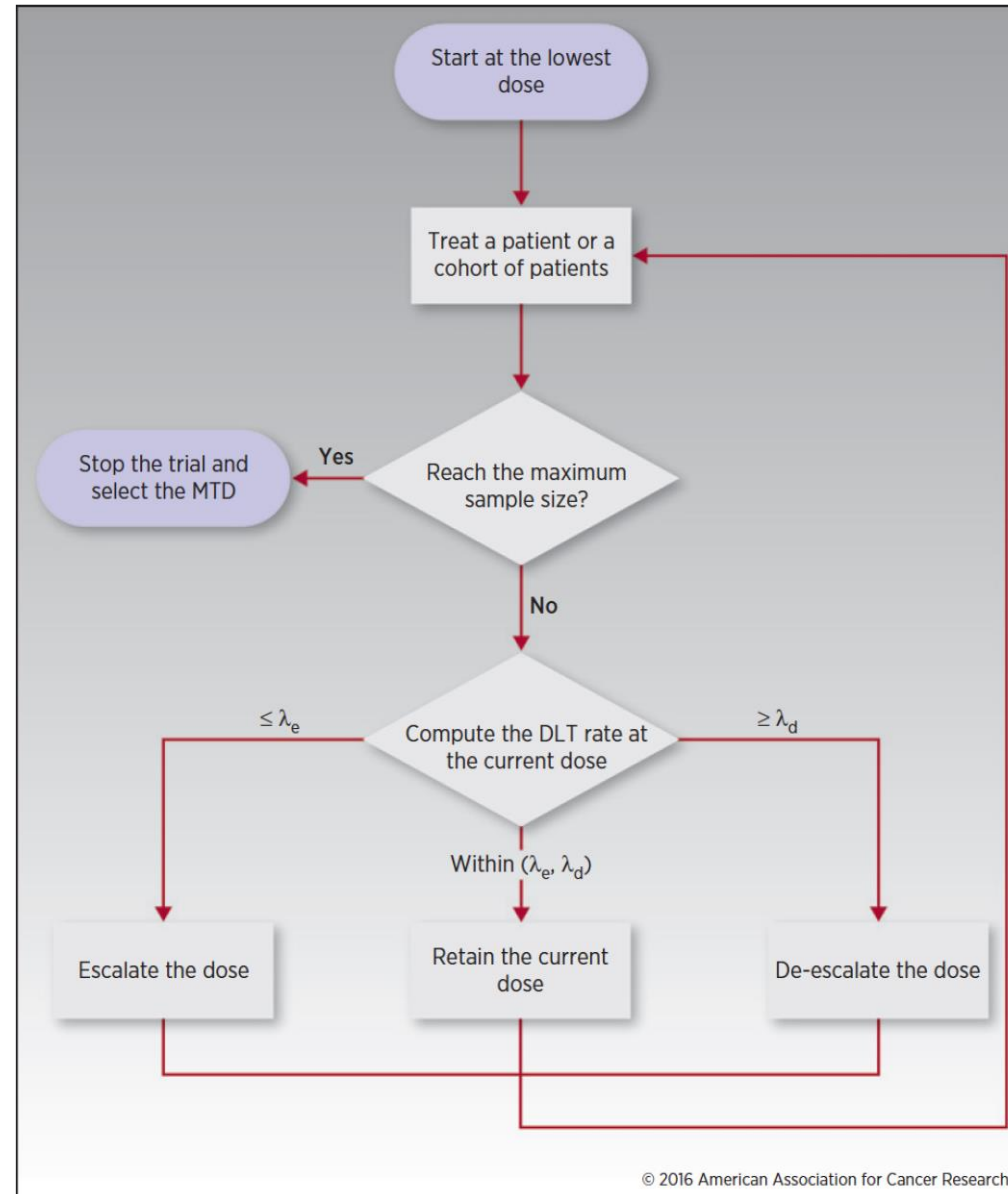 Start at the lowest
dose
Treat a patient or a
cohort of patients
Reach the maximum
sample size?
Yes
Stop the trial and
select the MTD
No
Compute the DLT rate at
the current dose
≤ λe
≥ λd
Within (λe, λd)
Escalate the dose
Retain the current
dose
De-escalate the dose
© 2016 American Association for Cancer Research